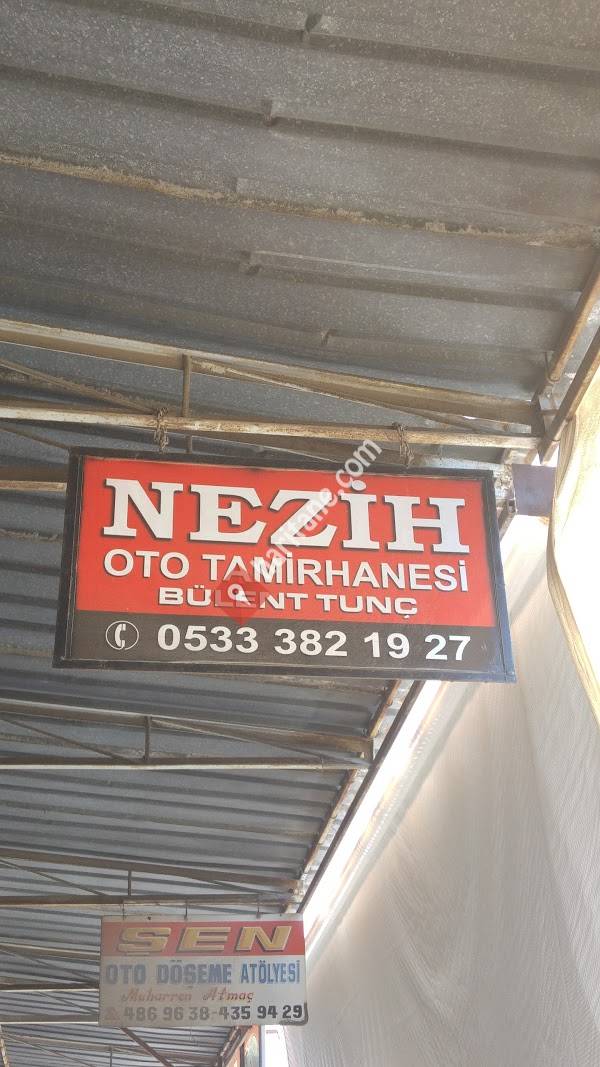 NEZİH
OTO TAMİRHANESİ
BÜLENT TUNÇ
0533 382 19 27
ŞEN
OTO DÖŞEME ATÖLYESİ
Muharrem Atmaç
486 96 38-435 94 29